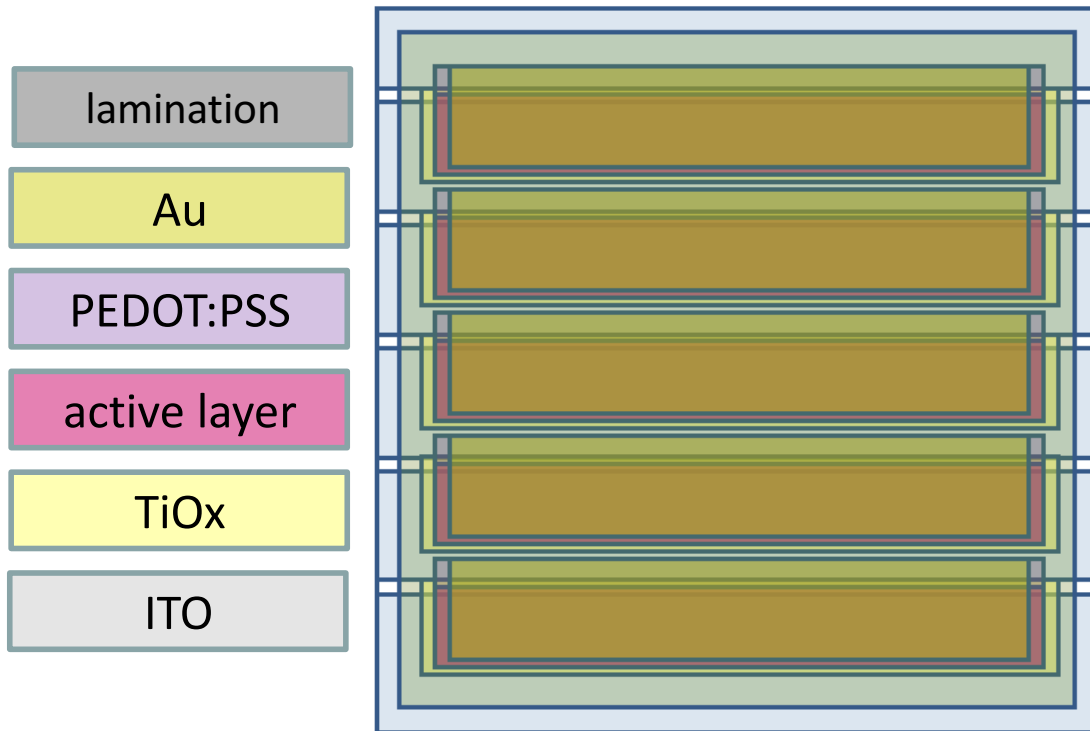 lamination
Au
PEDOT:PSS
active layer
TiOx
ITO